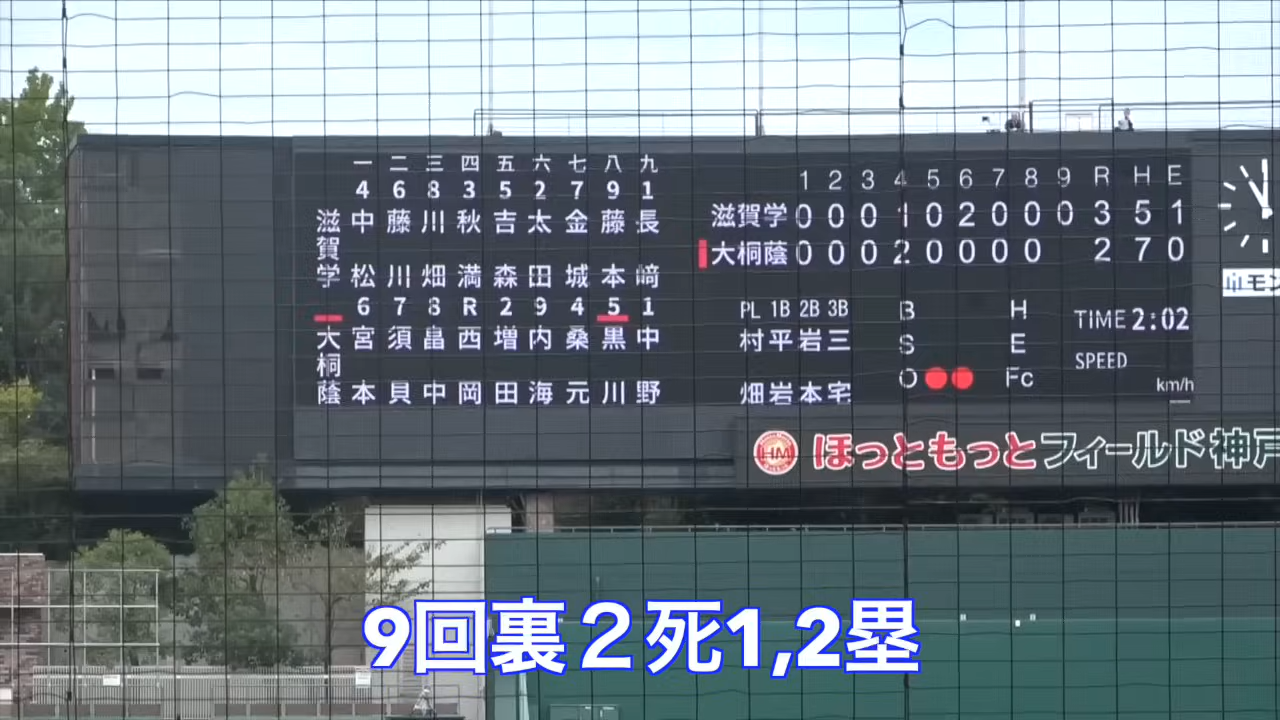 一 二 三 四 五 六 七 八 九
4 6 8 3 5 2 7 9 1
滋賀学 中松 藤川 川畑 秋満 吉森 太田 金城 藤本 長﨑
6 7 8 R 2 9 4 5 1
大桐蔭 宮本 須貝 畠中 西岡 増田 内海 桑元 黒川 中野
1 2 3 4 5 6 7 8 9 R H E
滋賀学 0 0 0 1 0 2 0 0 0 3 5 1
大桐蔭 0 0 0 2 0 0 0 0 2 7 0
PL 1B 2B 3B
村畑 平岩 岩本 三宅
B H
S E
O Fc
TIME 2:02
SPEED
km/h
HM ほっともっとフィールド神戸
9回裏２死1,2塁